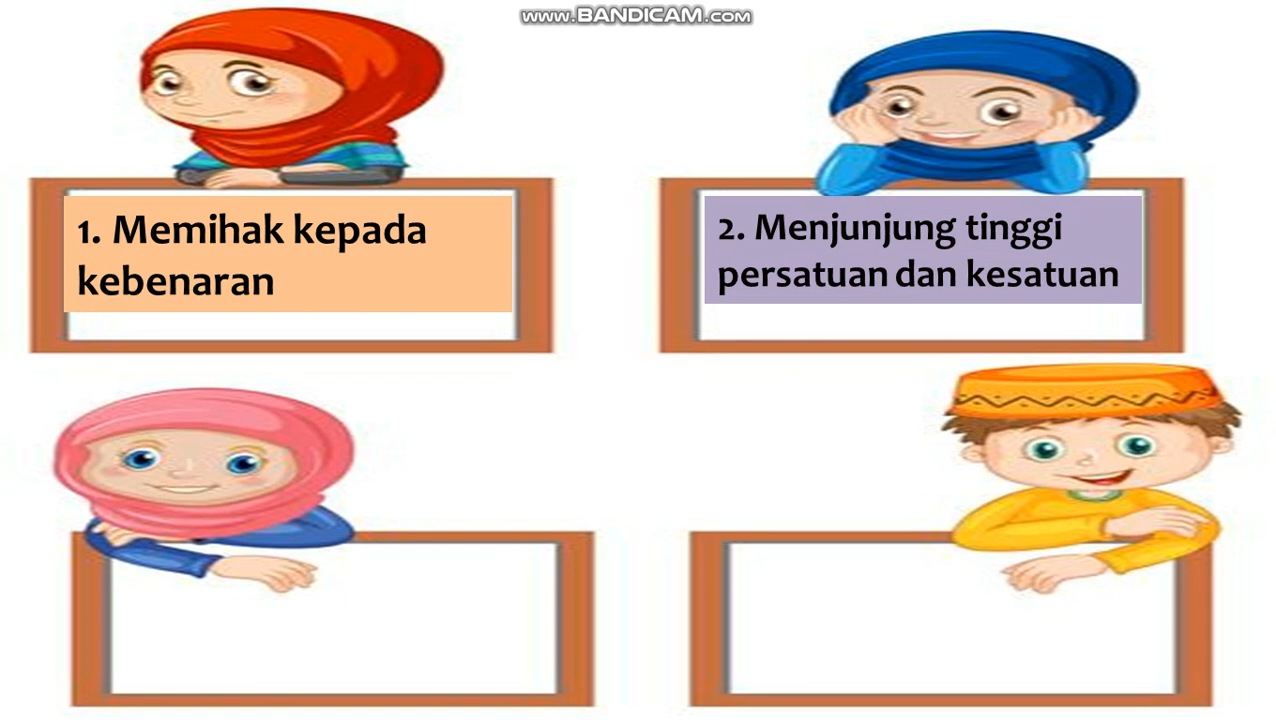 www.BANDICAM.com
1. Memihak kepada
kebenaran
2. Menjunjung tinggi
persatuan dan kesatuan